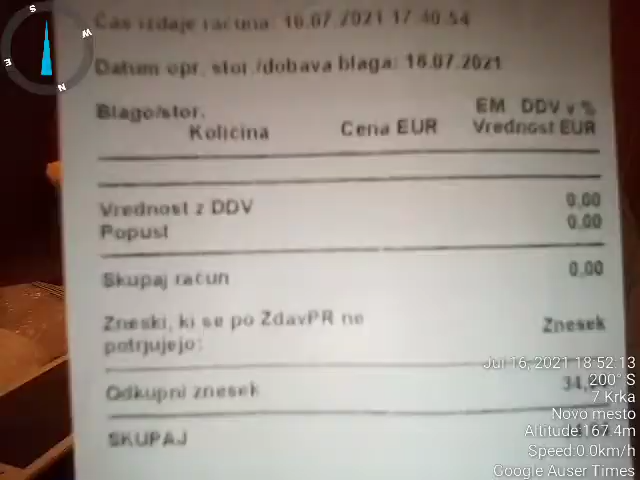 Čas izdaje računa: 16.07.2021 17:40:54
Datum opr. stor./dobava blaga: 16.07.2021
Blago/stor. EM DDV v %
Količina Cena EUR Vrednost EUR
Vrednost z DDV 0,00
Popust 0,00
Skupaj račun 0,00
Zneski, ki se po ZdavPR ne Znesek
potrjujejo:
Odkupni znesek
SKUPAJ
Jul 16, 2021 18:52:13
200° S
7 Krka
Novo mesto
Altitude:167.4m
Speed:0.0km/h
Google Auser Times
S
W
E
N